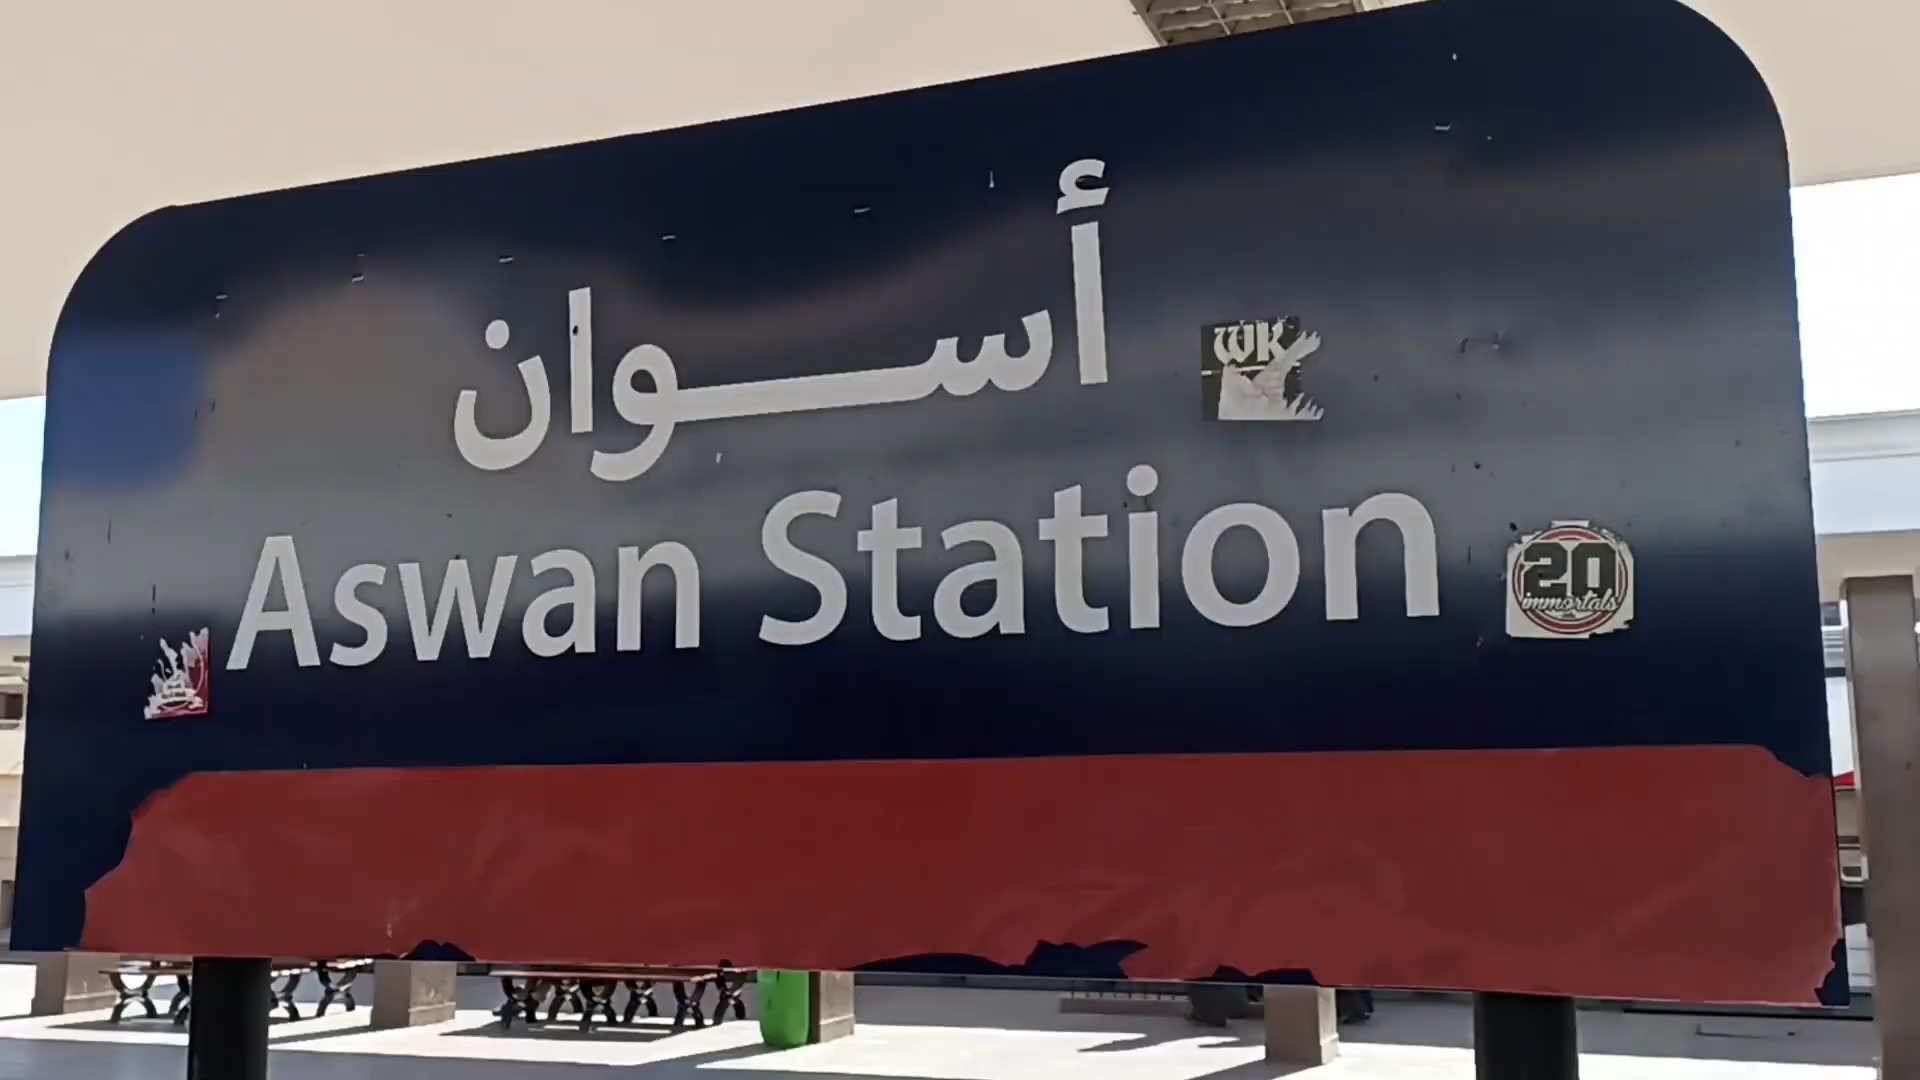 أسوان
WK
Aswan Station
20
immortals